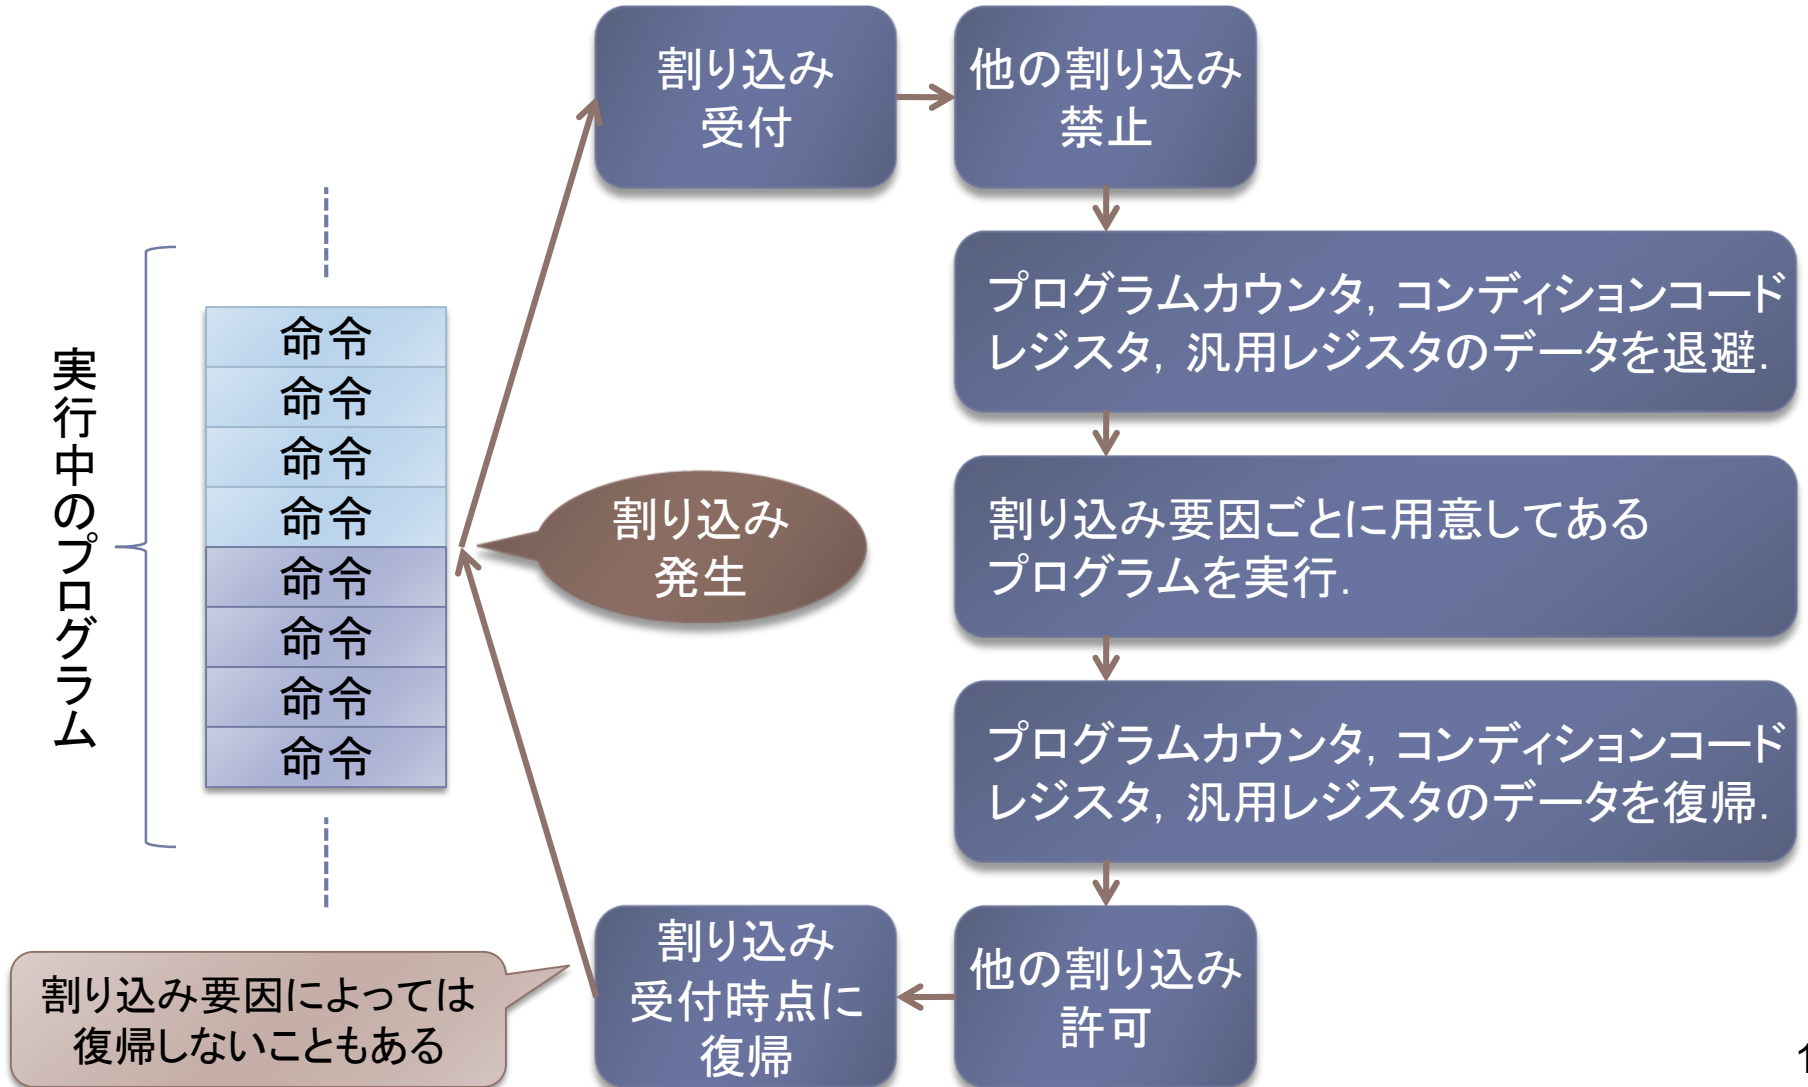 割り込み
受付
他の割り込み
禁止
プログラムカウンタ, コンディションコード
レジスタ, 汎用レジスタのデータを退避.
割り込み要因ごとに用意してある
プログラムを実行.
プログラムカウンタ, コンディションコード
レジスタ, 汎用レジスタのデータを復帰.
他の割り込み
許可
割り込み
受付時点に
復帰
割り込み
発生
実行中のプログラム
命令
命令
命令
命令
命令
命令
命令
命令
割り込み要因によっては
復帰しないこともある